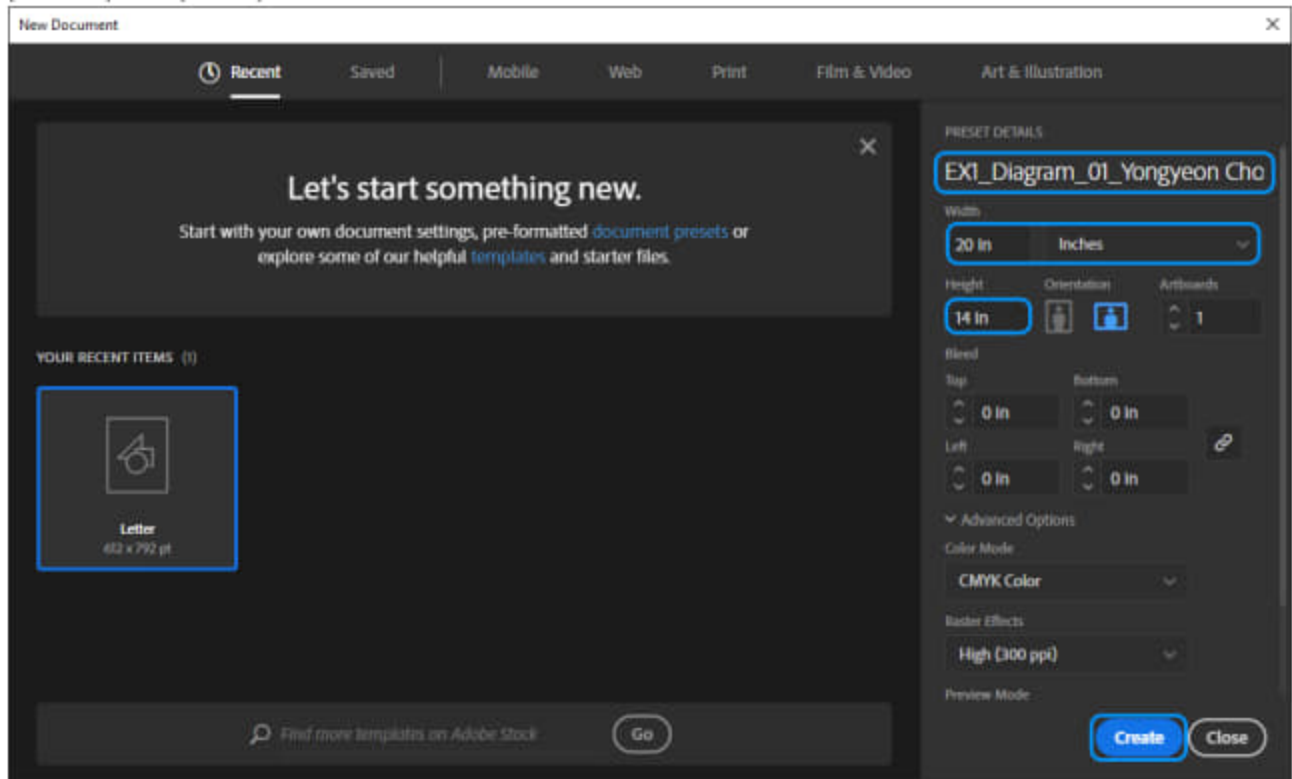 New Document
Recent Saved Mobile Web Print Film & Video Art & Illustration
Let's start something new.
Start with your own document settings, pre-formatted document presets or
explore some of our helpful templates and starter files.
YOUR RECENT ITEMS (1)
Letter
612 x 792 pt
Find more templates on Adobe Stock
Go
PRESET DETAILS
EX1_Diagram_01_Yongyeon Cho
Width
20 in Inches
Height Orientation Artboards
14 in 1
Bleed
Top Bottom
0 in 0 in
Left Right
0 in 0 in
Advanced Options
Color Mode
CMYK Color
Raster Effects
High (300 ppi)
Preview Mode
Create Close